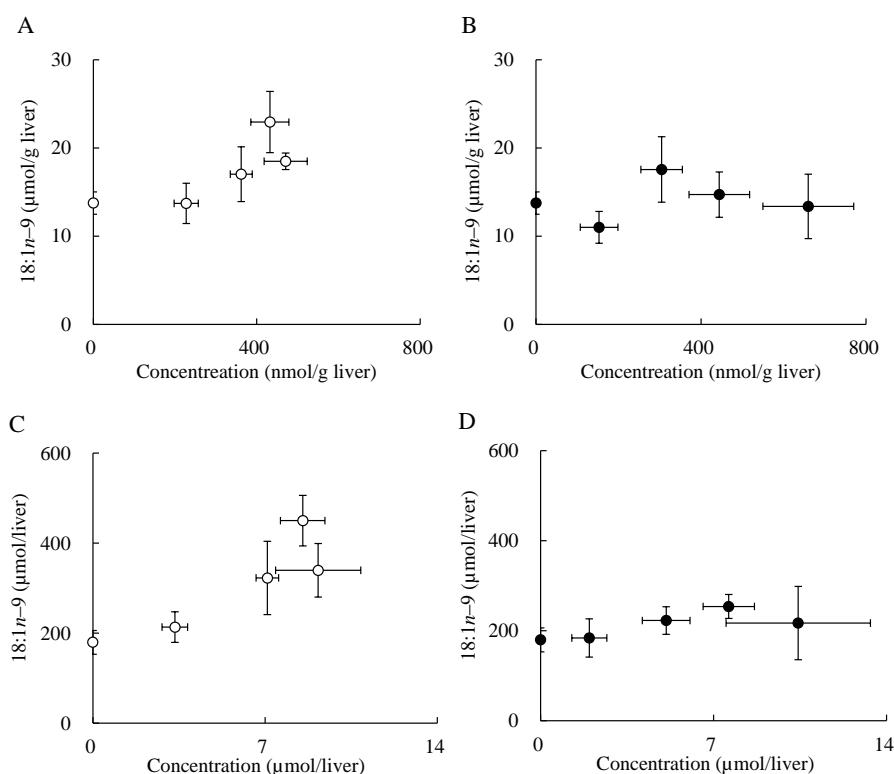 A
30
20
10
0
18:1n–9 (µmol/g liver)
0
400
800
Concentreation (nmol/g liver)
B
30
20
10
0
18:1n–9 (µmol/g liver)
0
400
800
Concentreation (nmol/g liver)
C
600
400
200
0
18:1n–9 (µmol/liver)
0
7
14
Concentration (µmol/liver)
D
600
400
200
0
18:1n–9 (µmol/liver)
0
7
14
Concentration (µmol/liver)